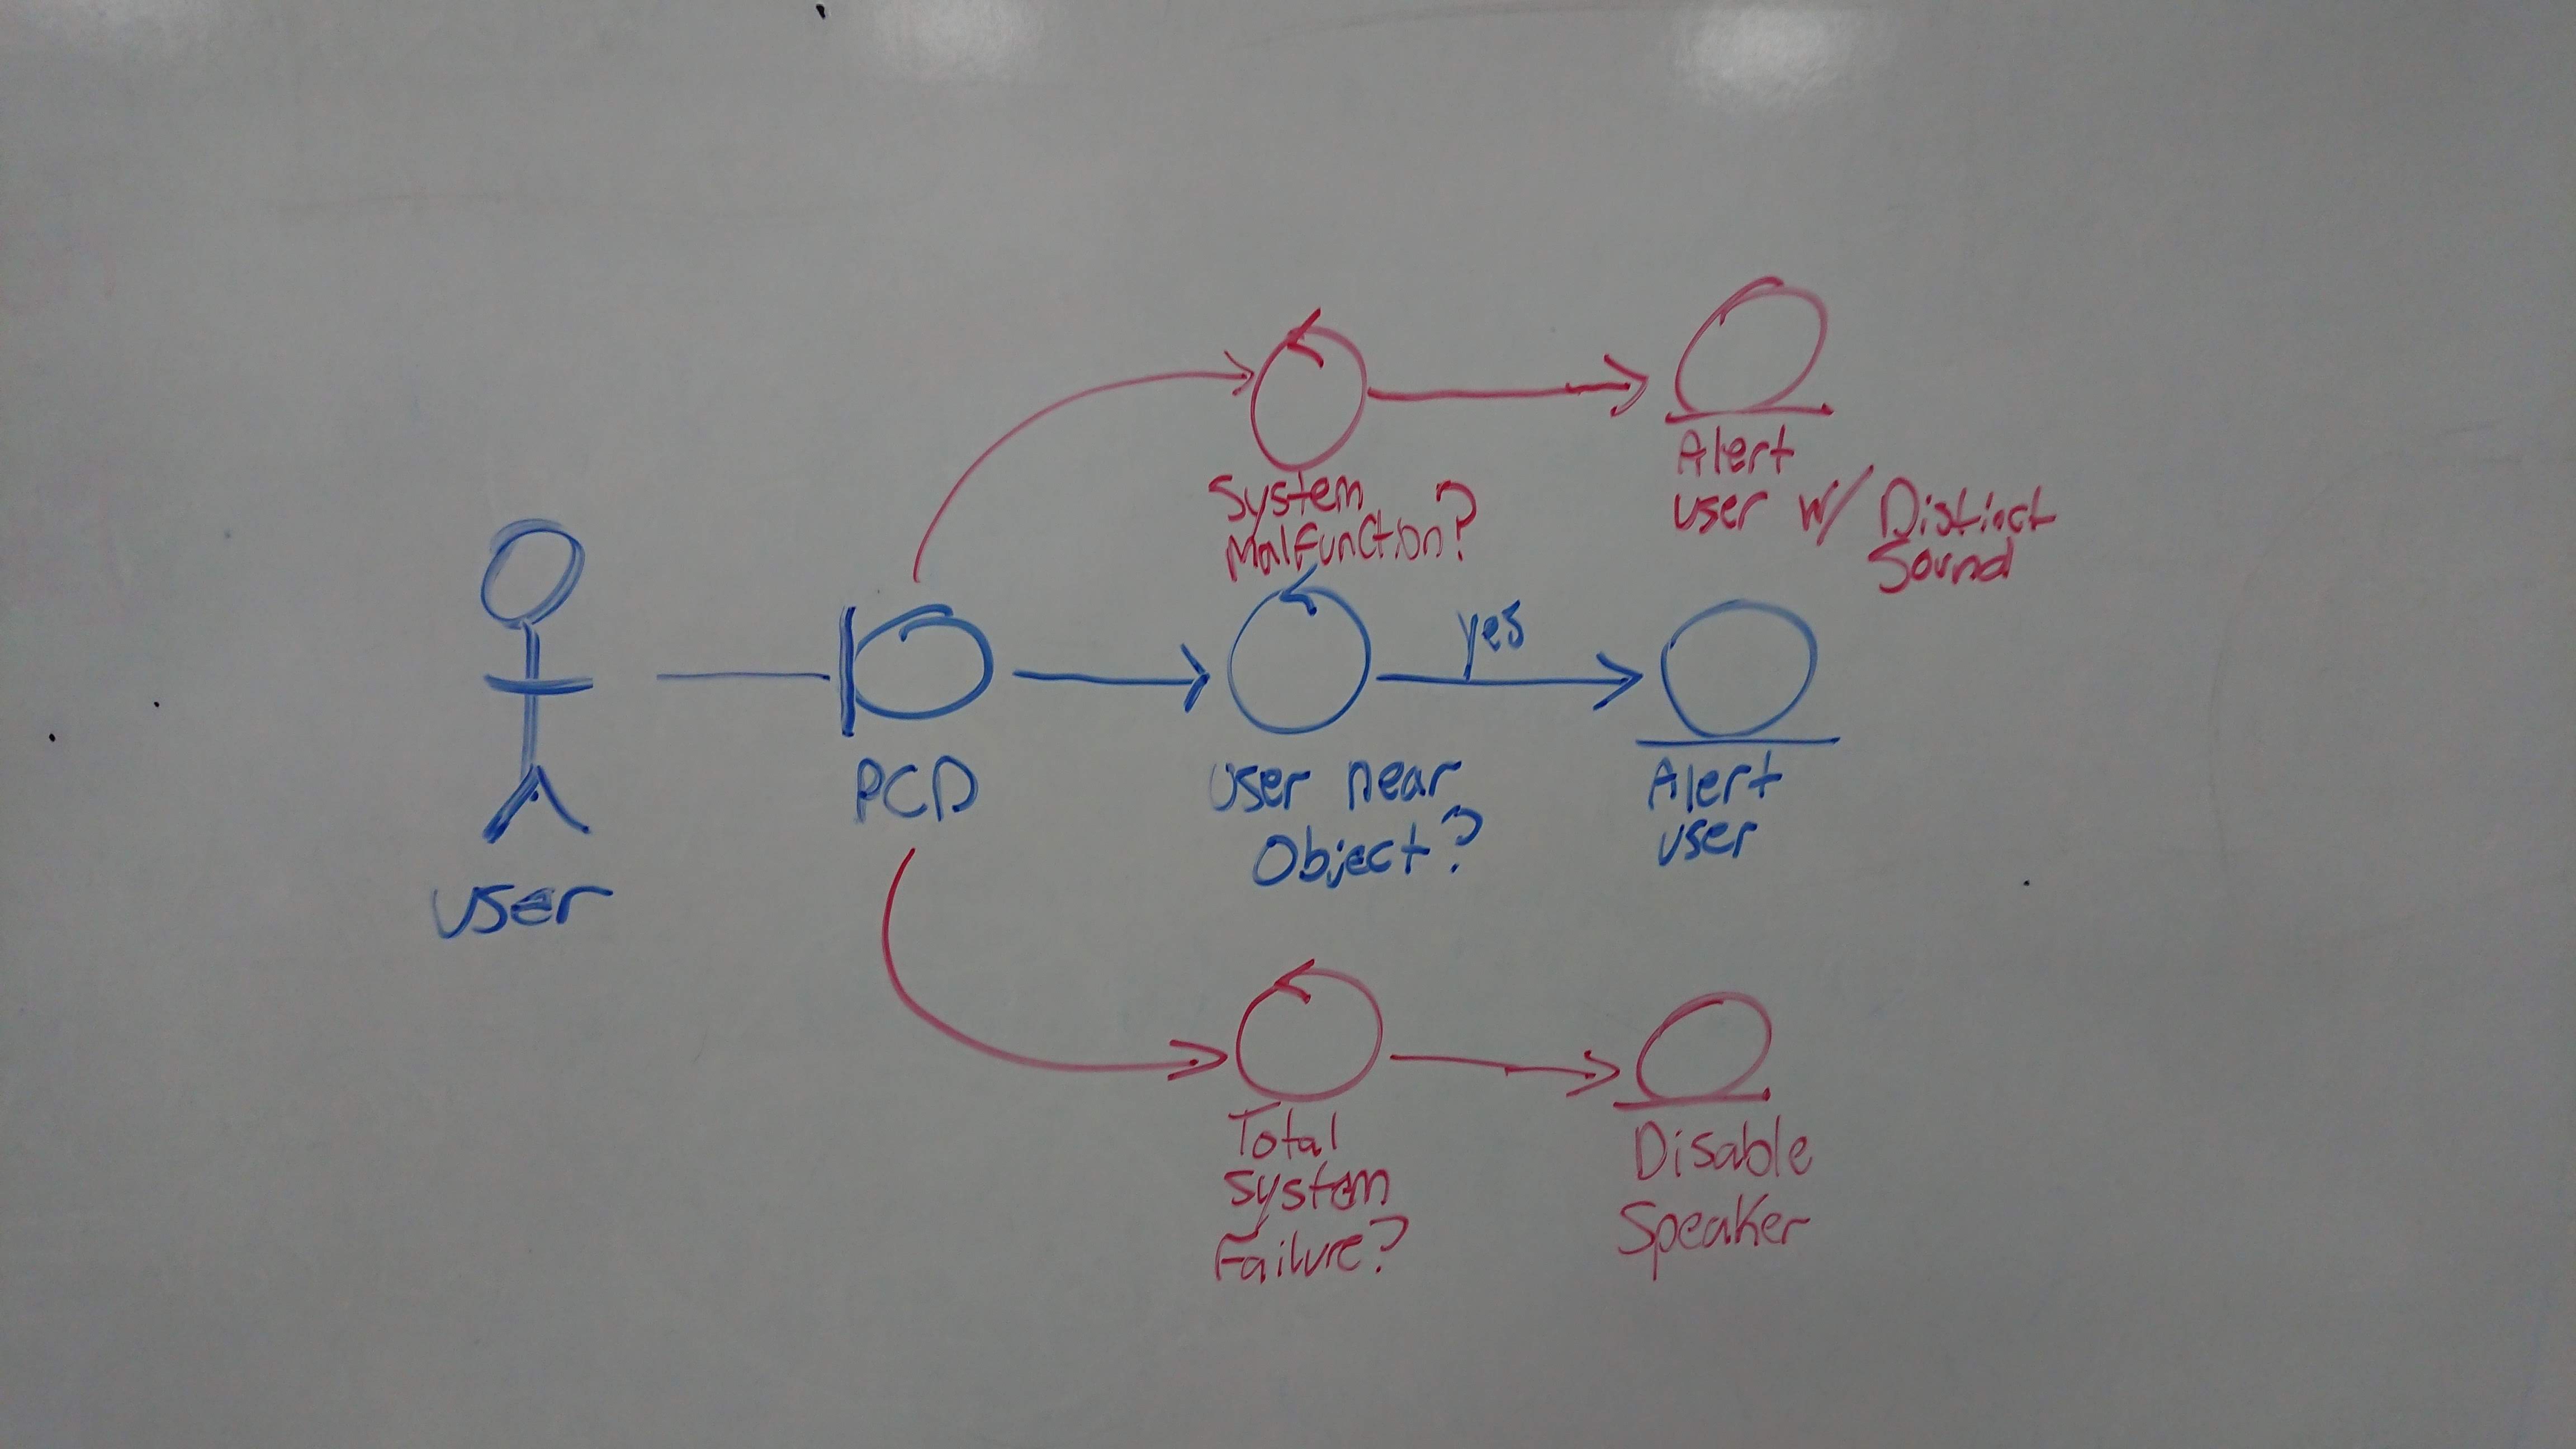 System
Malfunction?
Alert
user w/ Distinct
Sound
yes
user
PCD
User near
Object?
Alert
user
Total
System
Failure?
Disable
Speaker